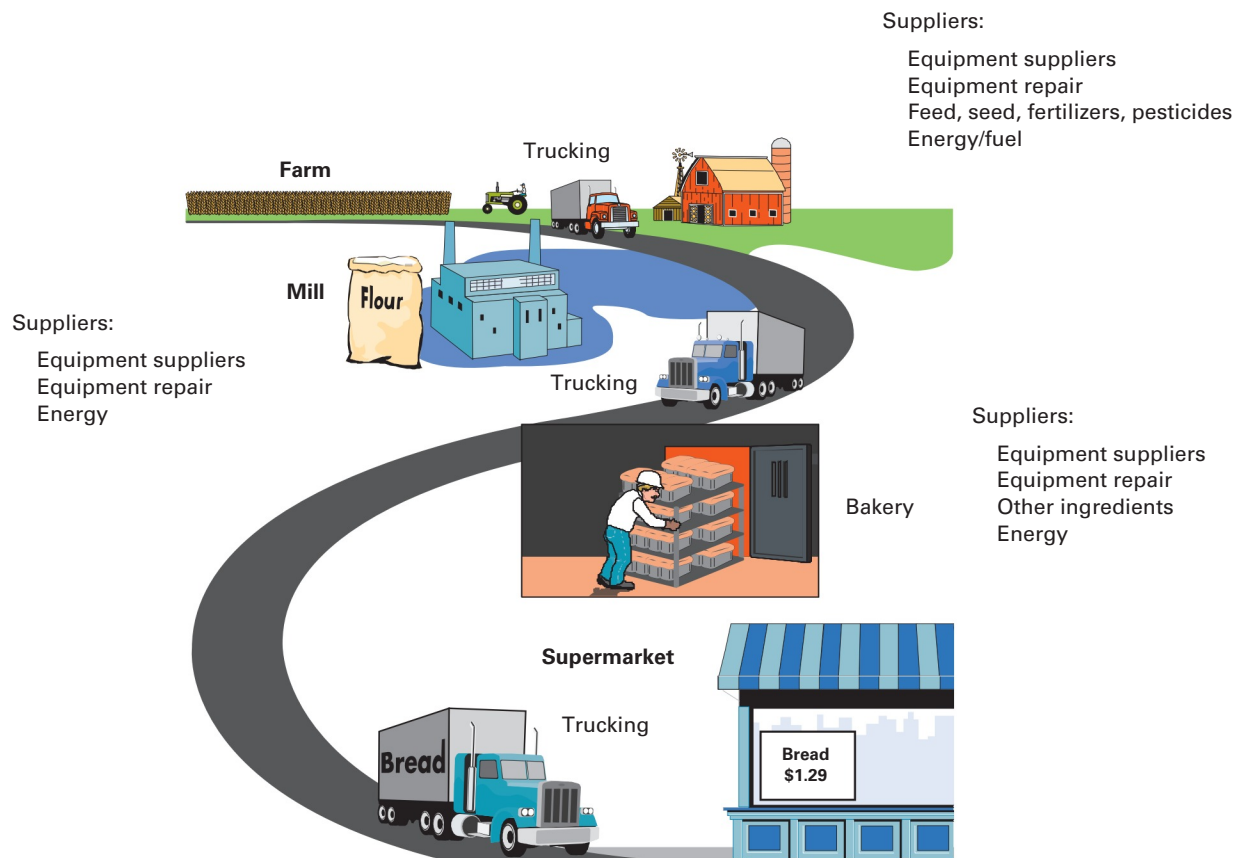 Suppliers:
Equipment suppliers
Equipment repair
Feed, seed, fertilizers, pesticides
Energy/fuel
Trucking
Farm
Mill
Flour
Suppliers:
Equipment suppliers
Equipment repair
Energy
Trucking
Suppliers:
Equipment suppliers
Equipment repair
Other ingredients
Energy
Bakery
Supermarket
Trucking
Bread
Bread
$1.29